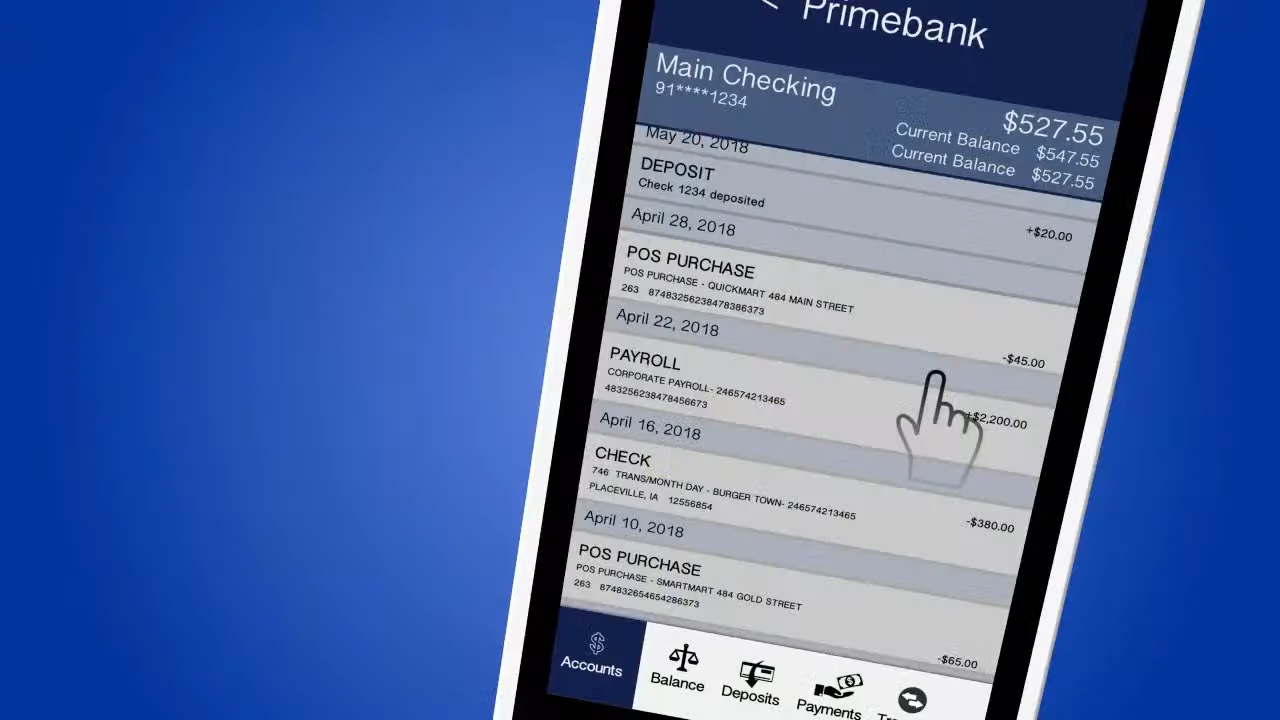 Primebank
Main Checking
91****1234
$527.55
Current Balance $547.55
Current Balance $527.55
May 20, 2018
DEPOSIT
Check 1234 deposited
+$20.00
April 28, 2018
POS PURCHASE
POS PURCHASE - QUICKMART 484 MAIN STREET
263 87483256238478386373
-$45.00
April 22, 2018
PAYROLL
CORPORATE PAYROLL- 246574213465
483256238478456673
+$2,200.00
April 16, 2018
CHECK
746 TRANS/MONTH DAY - BURGER TOWN- 246574213465
PLACEVILLE, IA 12556854
-$380.00
April 10, 2018
POS PURCHASE
POS PURCHASE - SMARTMART 484 GOLD STREET
263 874832654654286373
-$65.00
Accounts
Balance
Deposits
Payments